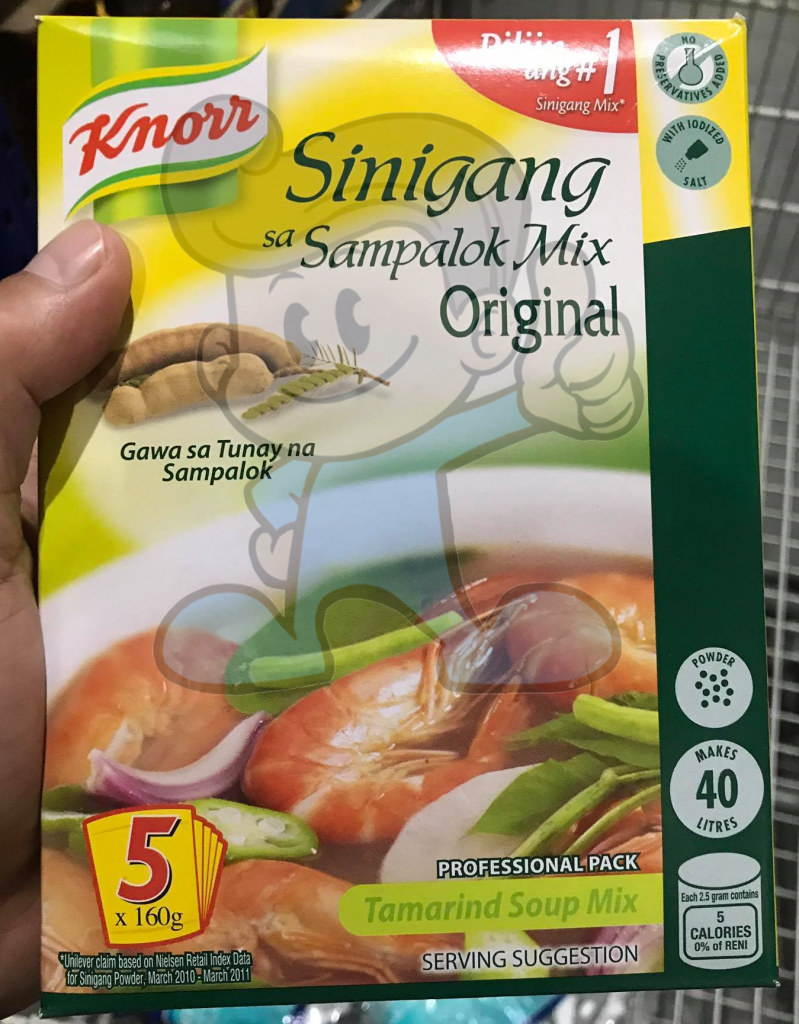 Knorr
ang #1
Sinigang Mix*
NO PRESERVATIVES ADDED
WITH IODIZED SALT
Sinigang
sa Sampalok Mix
Original
Gawa sa Tunay na
Sampalok
POWDER
MAKES
40
LITRES
5
x 160g
PROFESSIONAL PACK
Tamarind Soup Mix
SERVING SUGGESTION
Each 2.5 gram contains
5
CALORIES
0% of RENI
*Unilever claim based on Nielsen Retail Index Data
for Sinigang Powder, March 2010 - March 2011